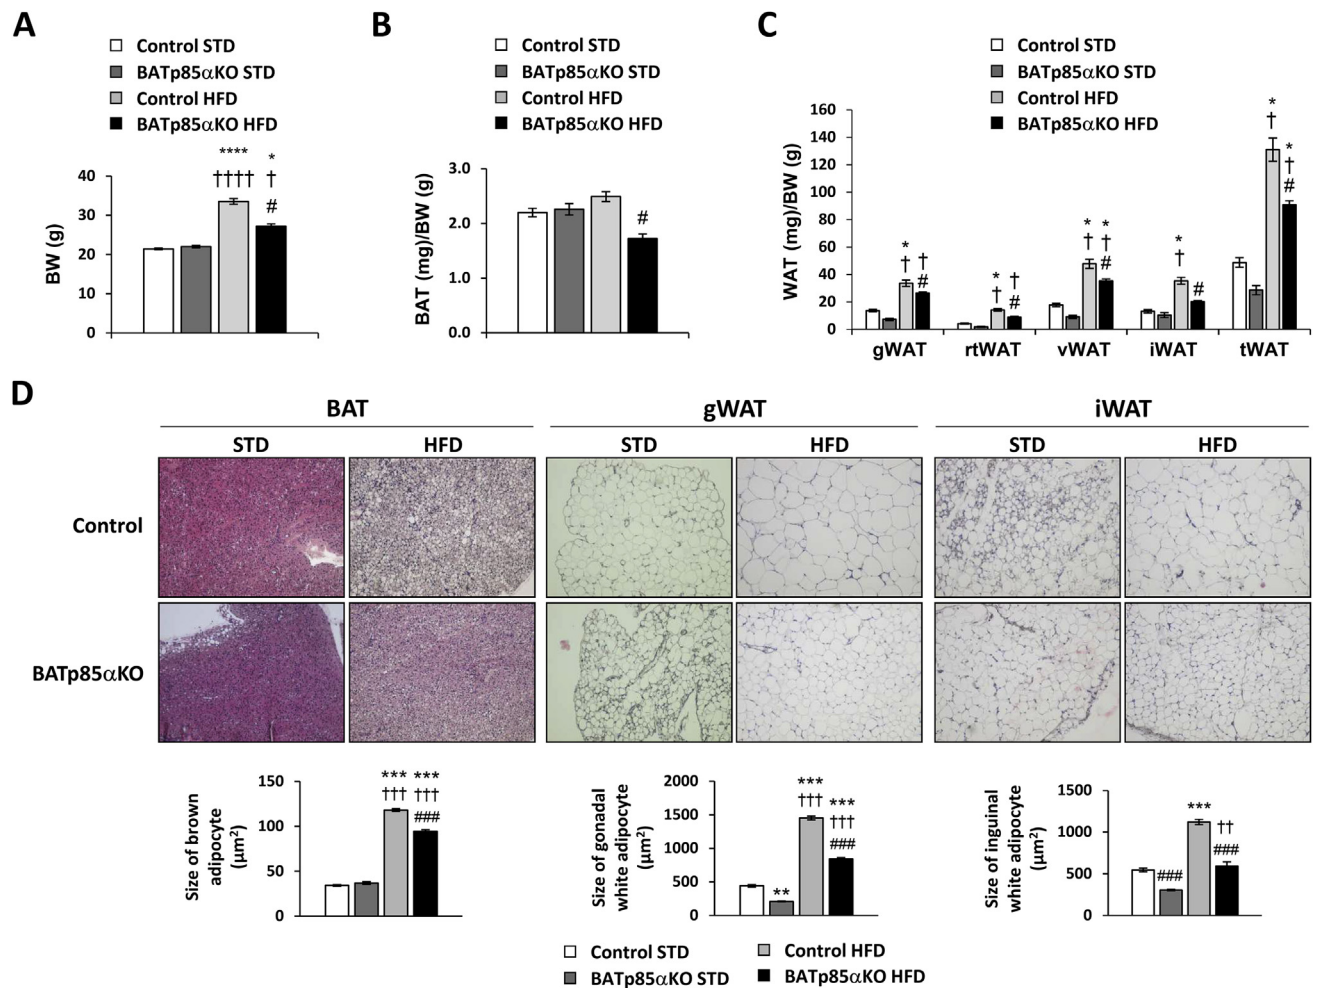 A
Control STD
BATp85αKO STD
Control HFD
BATp85αKO HFD
BW (g)
40
30
20
10
0
****
††††
*
†
#
B
Control STD
BATp85αKO STD
Control HFD
BATp85αKO HFD
BAT (mg)/BW (g)
3.0
2.0
1.0
0.0
#
C
Control STD
BATp85αKO STD
Control HFD
BATp85αKO HFD
WAT (mg)/BW (g)
160
140
120
100
80
60
40
20
0
*
†
†
#
*
†
†
#
*
†
*
†
#
*
†
#
*
†
*
†
#
gWAT
rtWAT
vWAT
iWAT
tWAT
D
BAT
gWAT
iWAT
STD
HFD
STD
HFD
STD
HFD
Control
BATp85αKO
Size of brown
adipocyte
(µm²)
150
100
50
0
***
†††
***
†††
###
Size of gonadal
white adipocyte
(µm²)
2000
1500
1000
500
0
**
***
†††
***
†††
###
Size of inguinal
white adipocyte
(µm²)
1500
1000
500
0
###
***
††
###
Control STD
Control HFD
BATp85αKO STD
BATp85αKO HFD